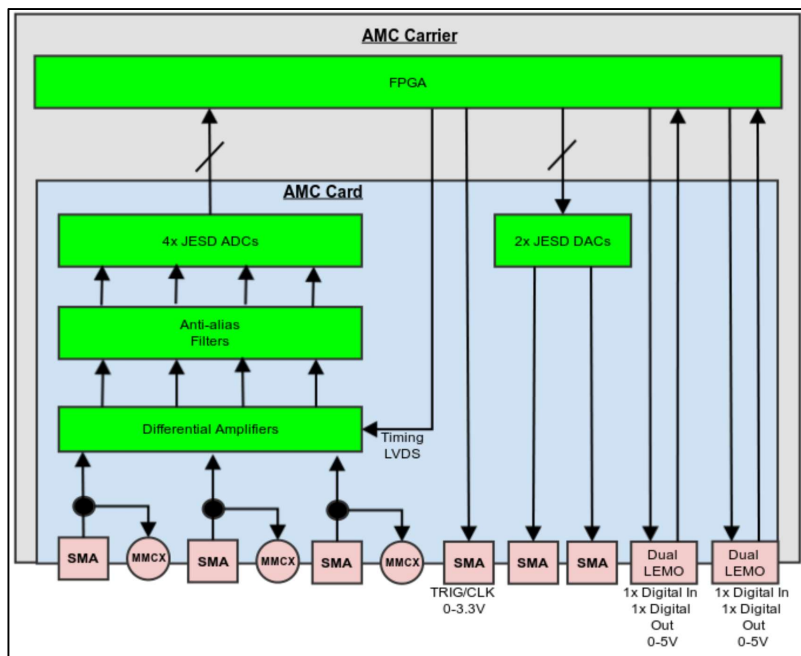 AMC Carrier
FPGA
AMC Card
4x JESD ADCs
2x JESD DACs
Anti-alias
Filters
Differential Amplifiers
Timing
LVDS
SMA
MMCX
SMA
MMCX
SMA
MMCX
SMA
SMA
SMA
Dual
LEMO
Dual
LEMO
TRIG/CLK
0-3.3V
1x Digital In
1x Digital
Out
0-5V
1x Digital In
1x Digital
Out
0-5V